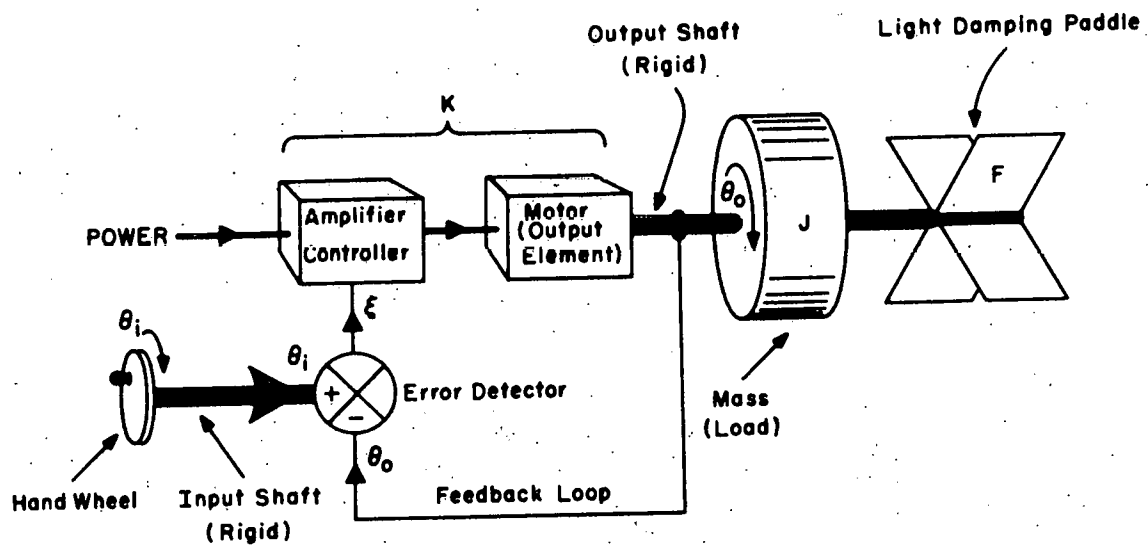 Output Shaft
(Rigid)
Light Damping Paddle
K
F
θo
J
Amplifier
Controller
Motor
(Output
Element)
POWER
ξ
θi
θi
+
−
Error Detector
Mass
(Load)
θo
Feedback Loop
Hand Wheel
Input Shaft
(Rigid)